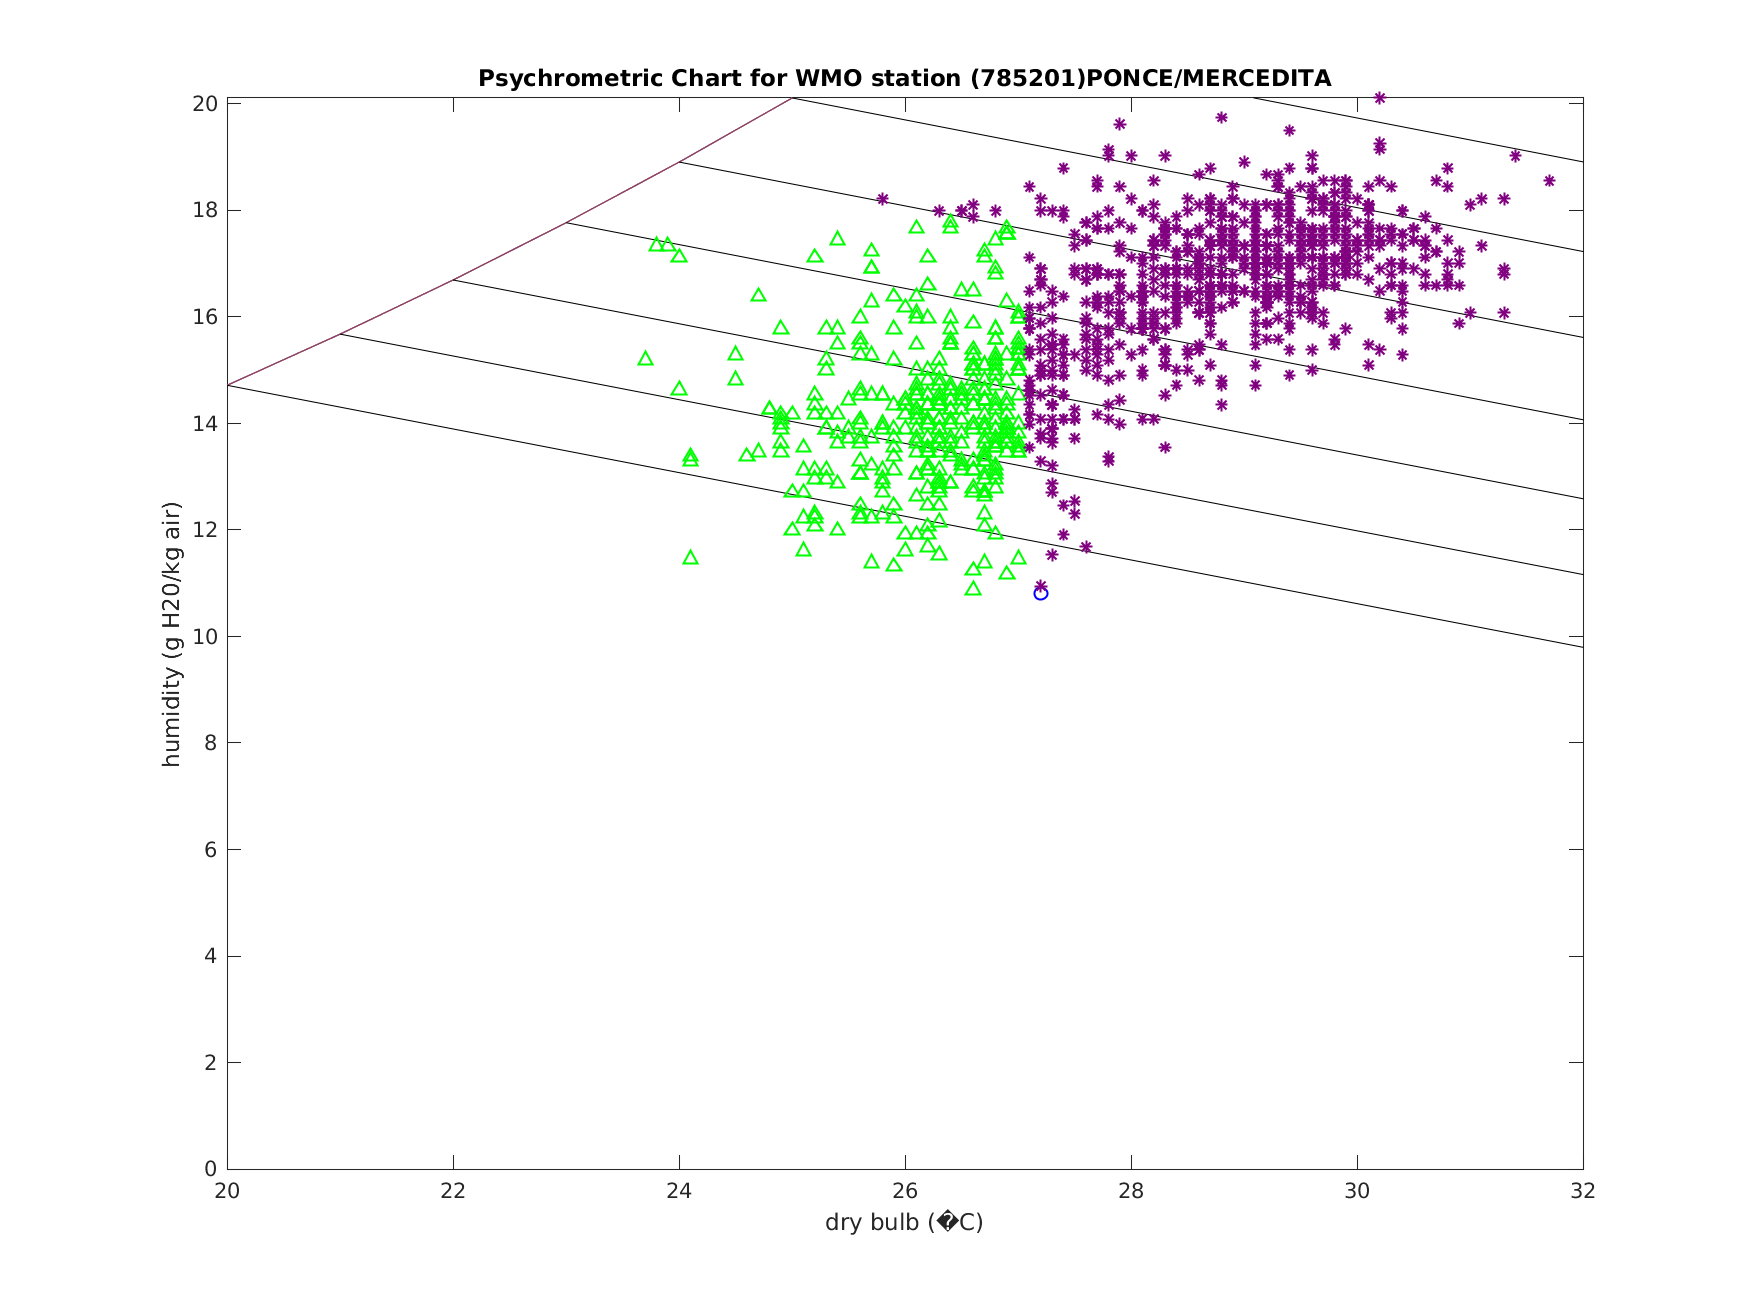 Psychrometric Chart for WMO station (785201)PONCE/MERCEDITA
20
18
16
14
12
10
8
6
4
2
0
humidity (g H20/kg air)
20 22 24 26 28 30 32
dry bulb (�C)